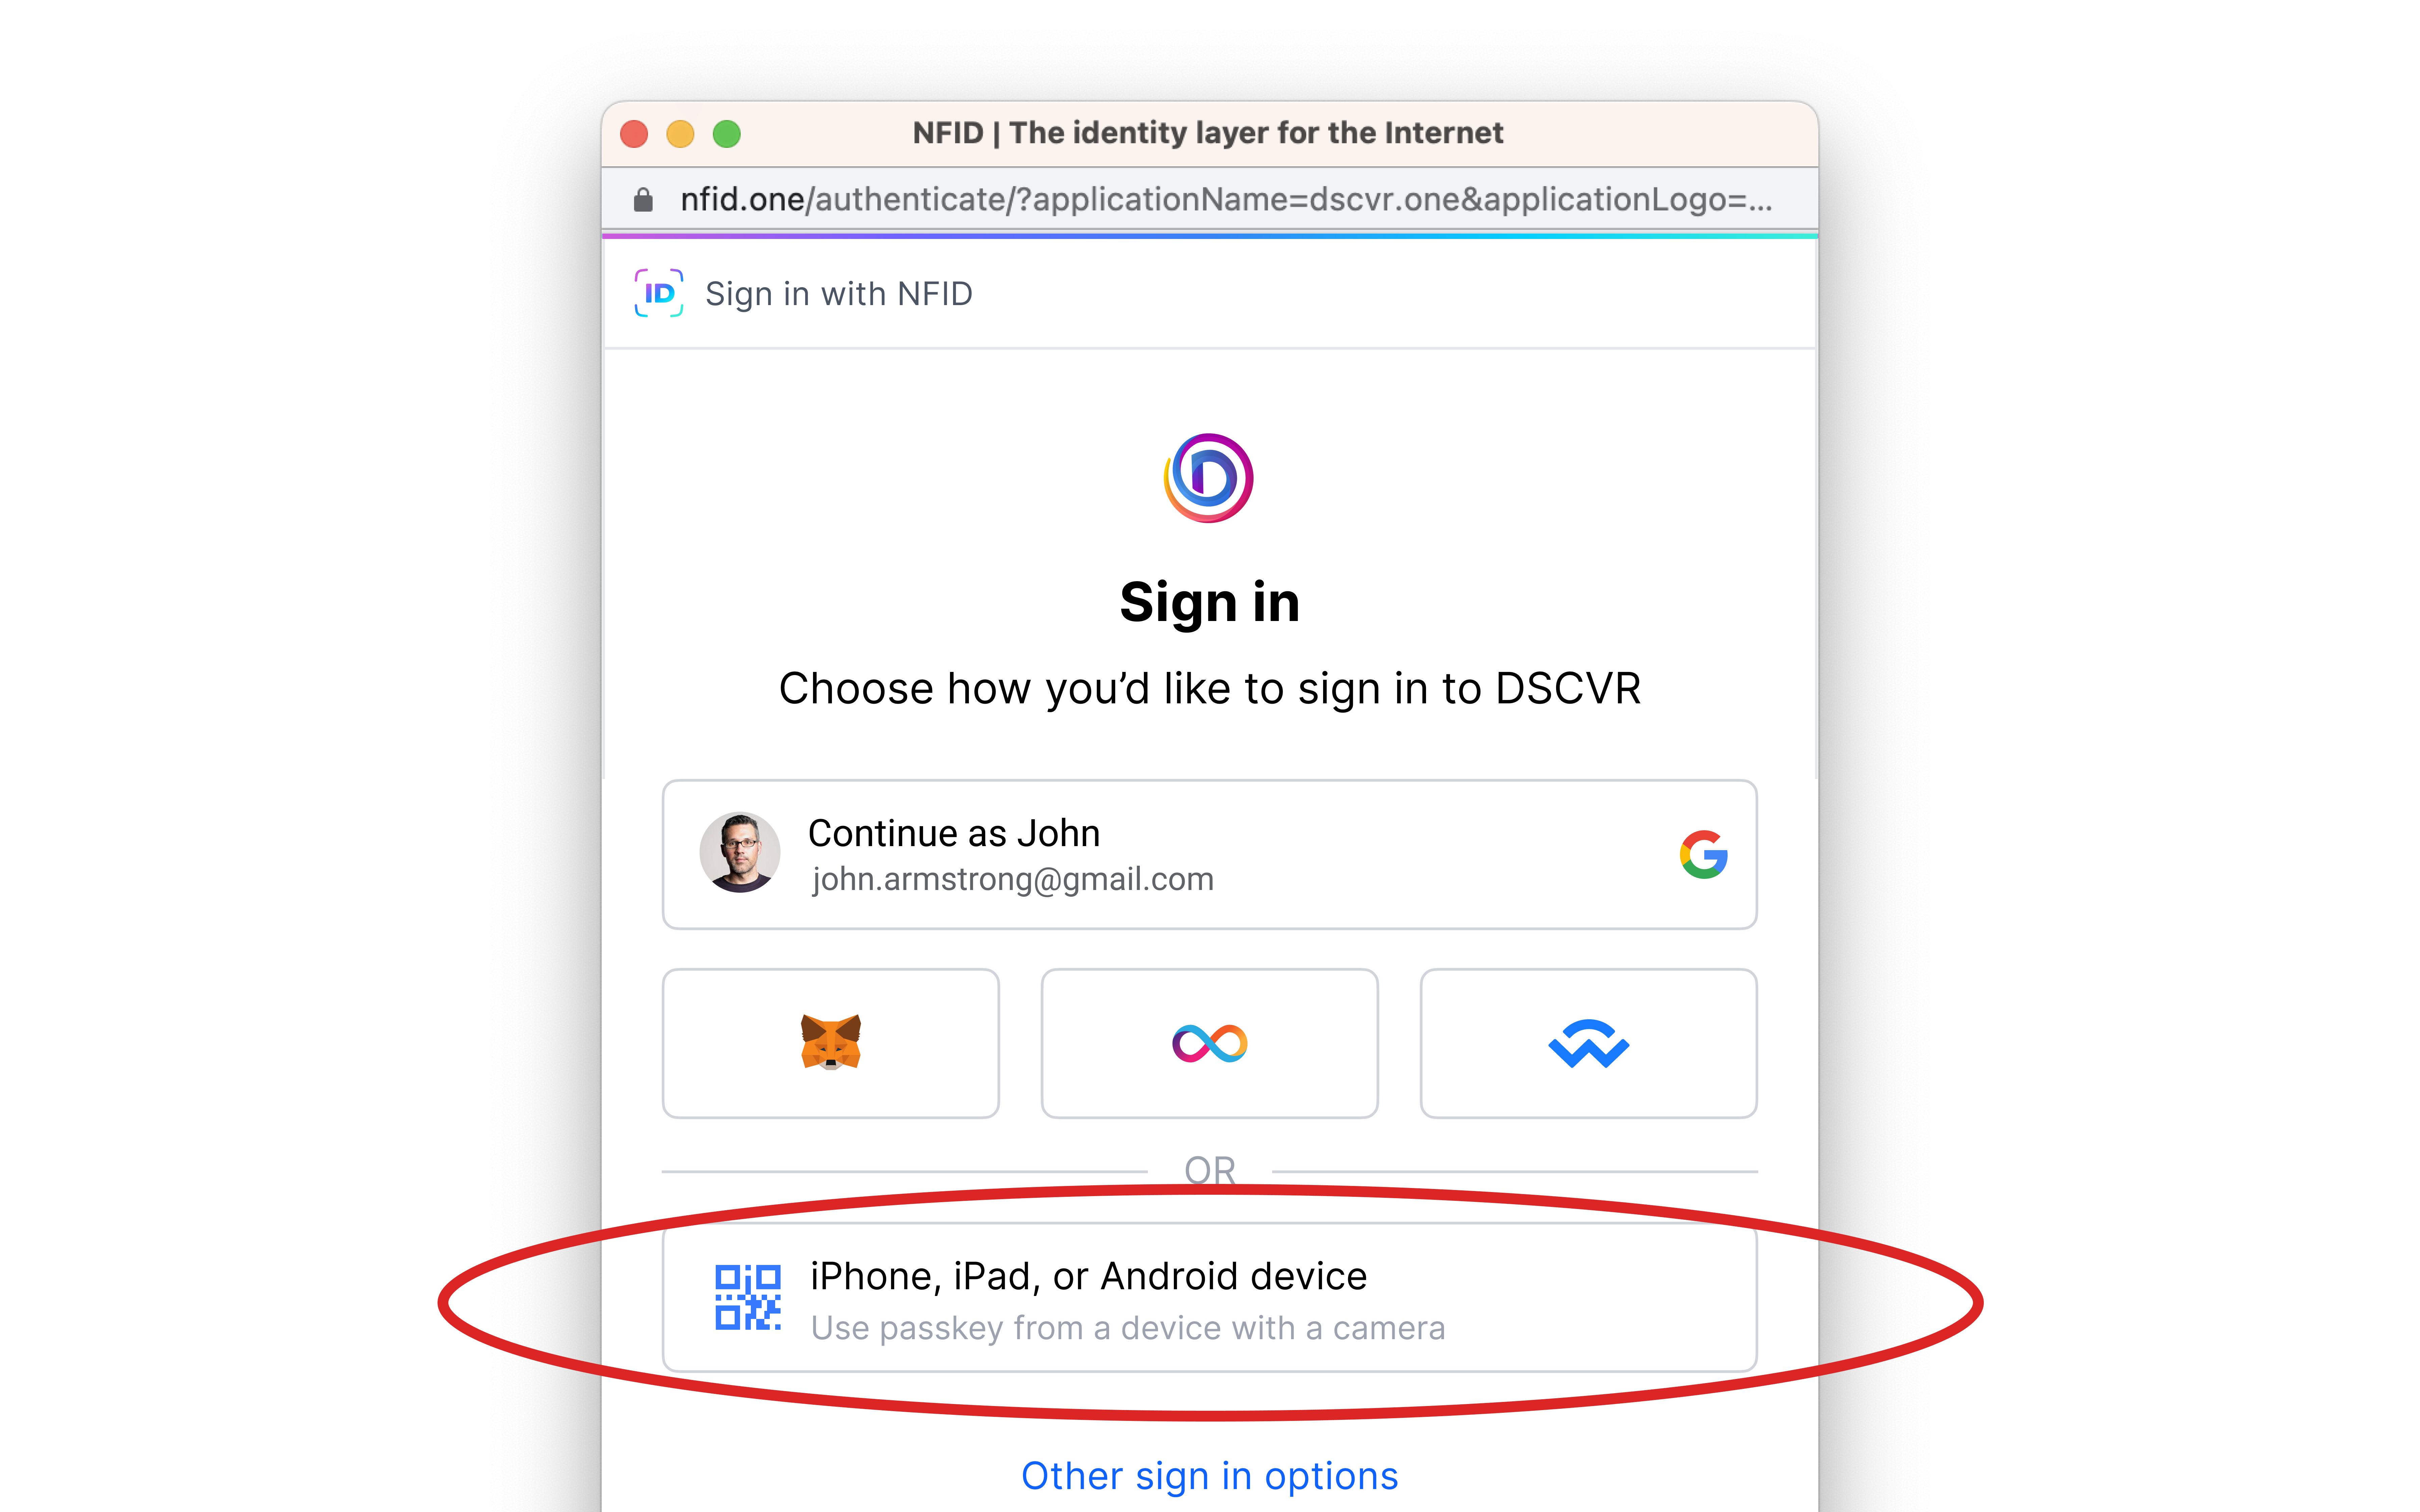 NFID | The identity layer for the Internet
nfid.one/authenticate/?applicationName=dscvr.one&applicationLogo=...
ID Sign in with NFID
D
Sign in
Choose how you’d like to sign in to DSCVR
Continue as John
john.armstrong@gmail.com
G
OR
iPhone, iPad, or Android device
Use passkey from a device with a camera
Other sign in options